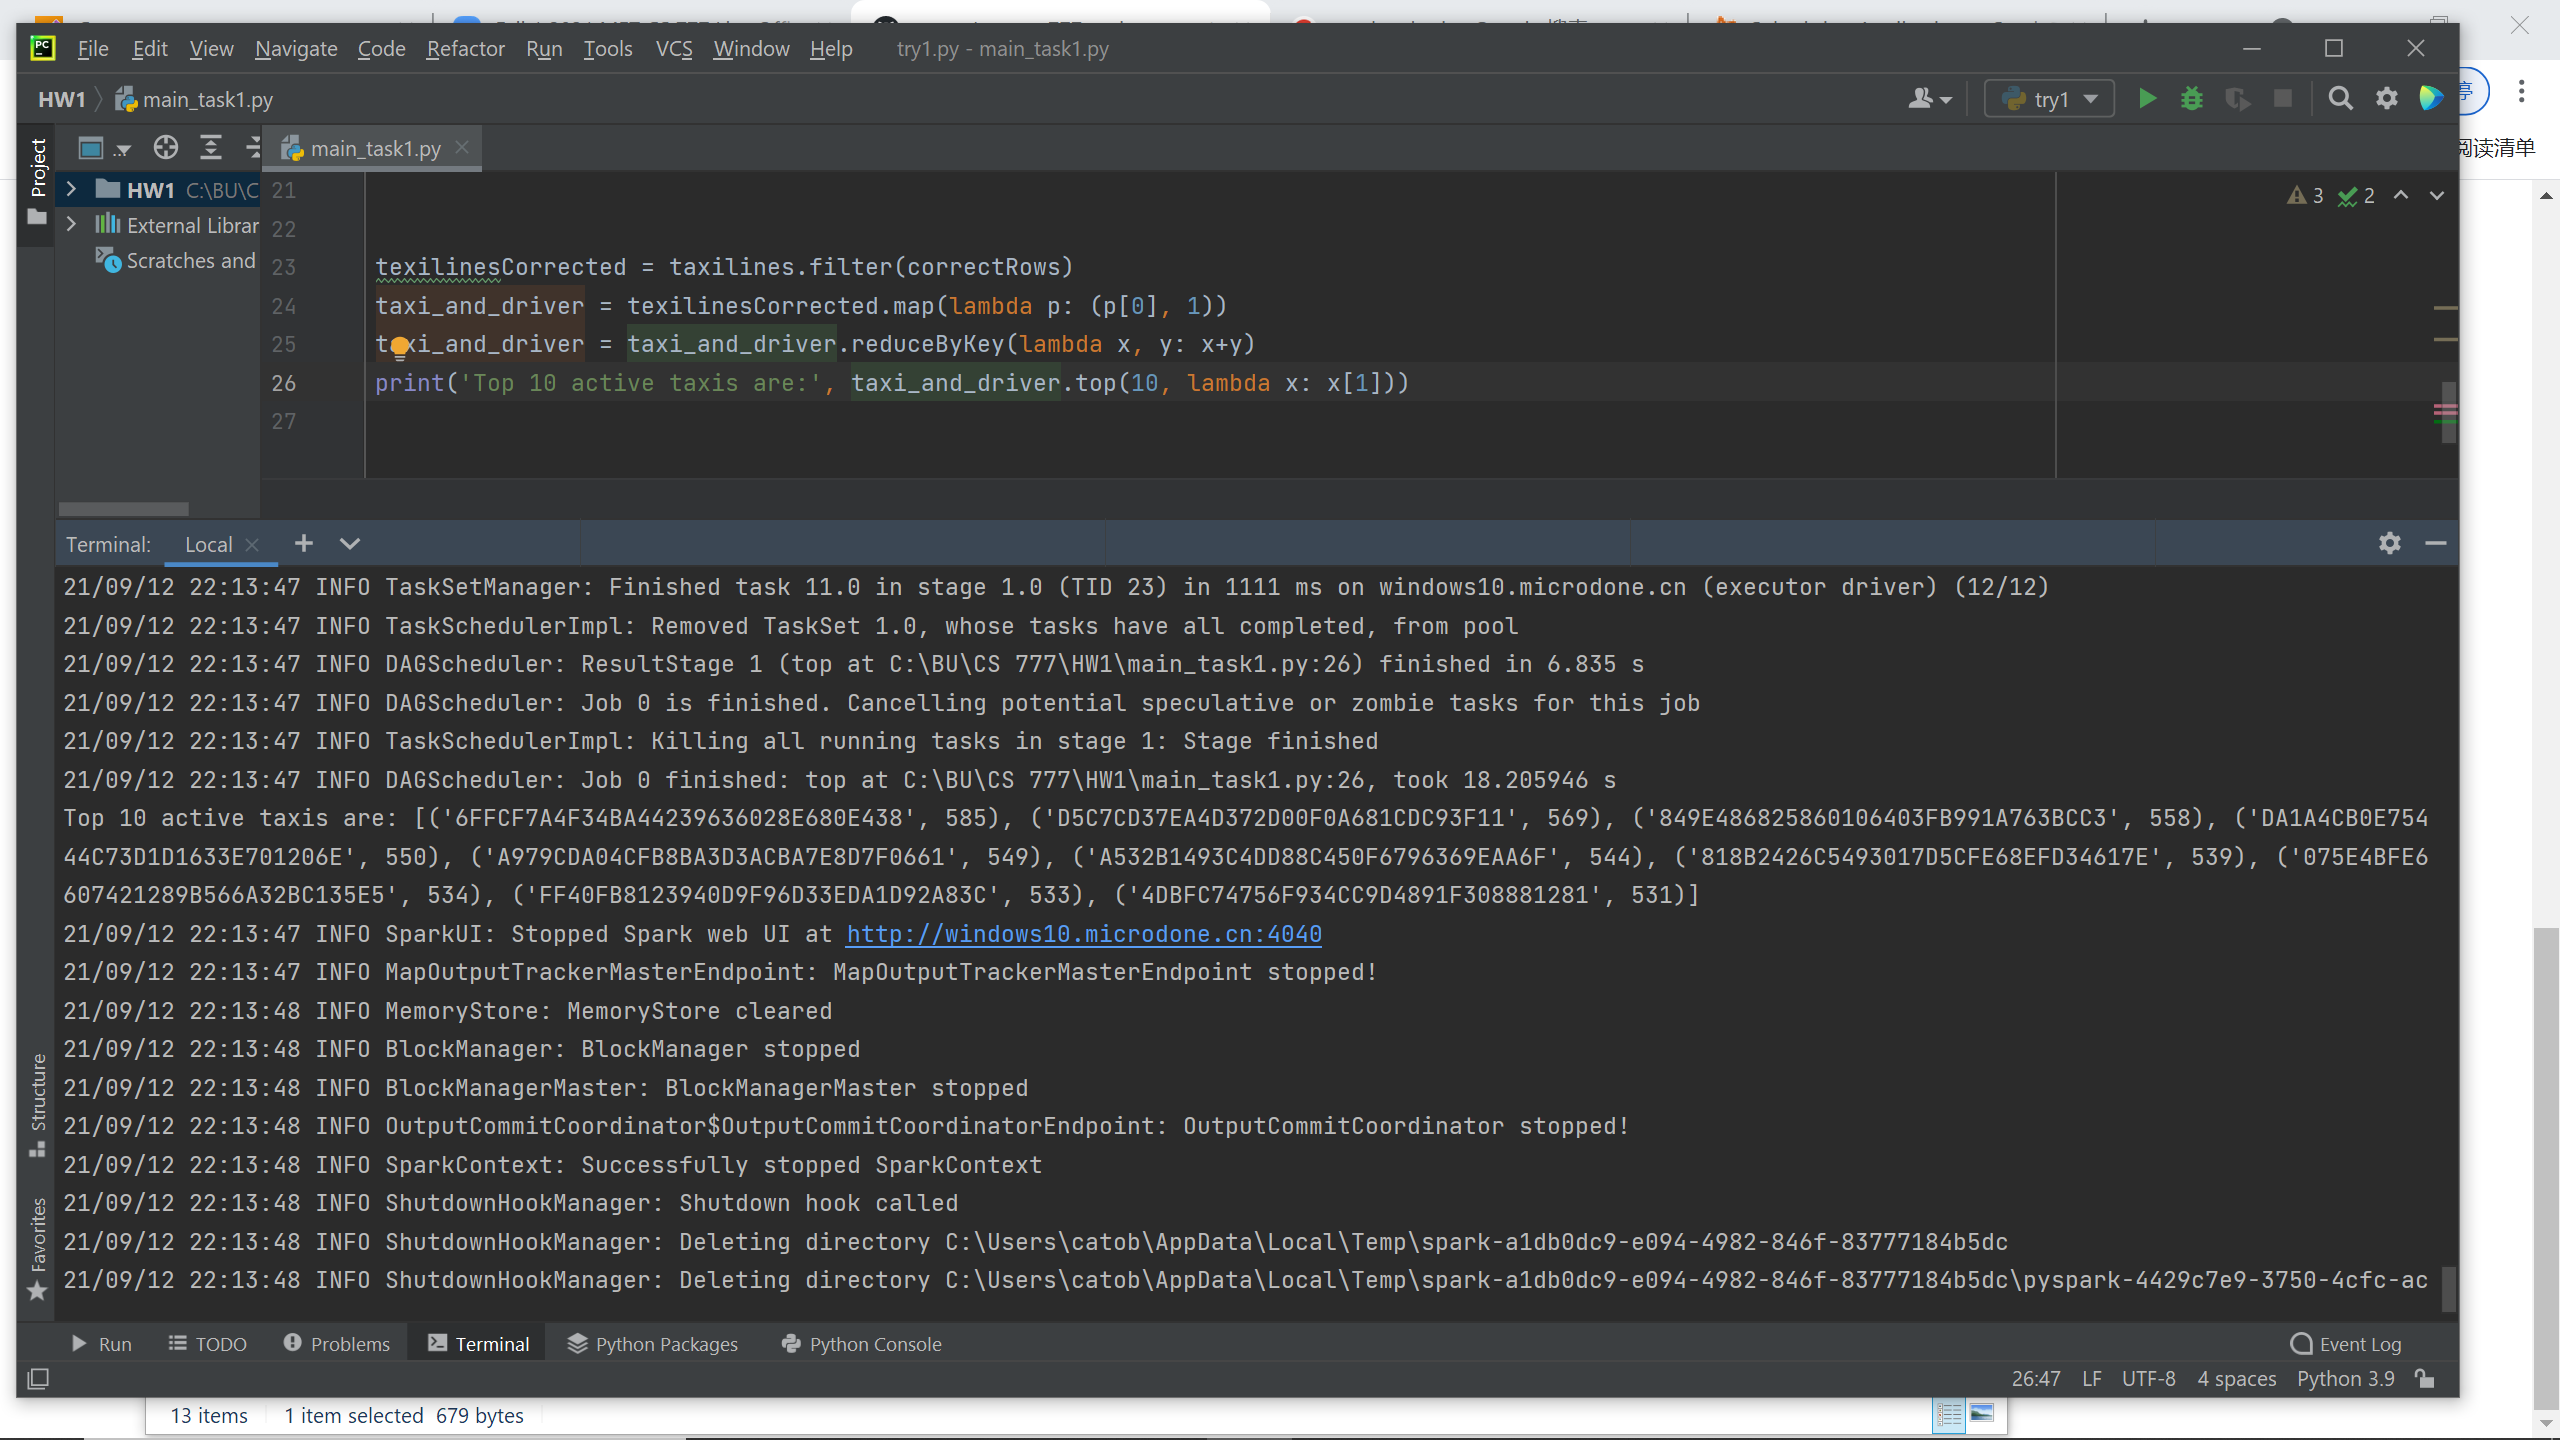 File Edit View Navigate Code Refactor Run Tools VCS Window Help try1.py - main_task1.py
HW1 main_task1.py
try1
阅读清单
Project
main_task1.py
3 2
HW1 C:\BU\C
External Librar
Scratches and
21
22
23 texilinesCorrected = taxilines.filter(correctRows)
24 taxi_and_driver = texilinesCorrected.map(lambda p: (p[0], 1))
25 taxi_and_driver = taxi_and_driver.reduceByKey(lambda x, y: x+y)
26 print('Top 10 active taxis are:', taxi_and_driver.top(10, lambda x: x[1]))
27
Terminal: Local
21/09/12 22:13:47 INFO TaskSetManager: Finished task 11.0 in stage 1.0 (TID 23) in 1111 ms on windows10.microdone.cn (executor driver) (12/12)
21/09/12 22:13:47 INFO TaskSchedulerImpl: Removed TaskSet 1.0, whose tasks have all completed, from pool
21/09/12 22:13:47 INFO DAGScheduler: ResultStage 1 (top at C:\BU\CS 777\HW1\main_task1.py:26) finished in 6.835 s
21/09/12 22:13:47 INFO DAGScheduler: Job 0 is finished. Cancelling potential speculative or zombie tasks for this job
21/09/12 22:13:47 INFO TaskSchedulerImpl: Killing all running tasks in stage 1: Stage finished
21/09/12 22:13:47 INFO DAGScheduler: Job 0 finished: top at C:\BU\CS 777\HW1\main_task1.py:26, took 18.205946 s
Top 10 active taxis are: [('6FFCF7A4F34BA44239636028E680E438', 585), ('D5C7CD37EA4D372D00F0A681CDC93F11', 569), ('849E486825860106403FB991A763BCC3', 558), ('DA1A4CB0E754
44C73D1D1633E701206E', 550), ('A979CDA04CFB8BA3D3ACBA7E8D7F0661', 549), ('A532B1493C4DD88C450F6796369EAA6F', 544), ('818B2426C5493017D5CFE68EFD34617E', 539), ('075E4BFE6
607421289B566A32BC135E5', 534), ('FF40FB8123940D9F96D33EDA1D92A83C', 533), ('4DBFC74756F934CC9D4891F308881281', 531)]
21/09/12 22:13:47 INFO SparkUI: Stopped Spark web UI at http://windows10.microdone.cn:4040
21/09/12 22:13:47 INFO MapOutputTrackerMasterEndpoint: MapOutputTrackerMasterEndpoint stopped!
21/09/12 22:13:48 INFO MemoryStore: MemoryStore cleared
21/09/12 22:13:48 INFO BlockManager: BlockManager stopped
21/09/12 22:13:48 INFO BlockManagerMaster: BlockManagerMaster stopped
21/09/12 22:13:48 INFO OutputCommitCoordinator$OutputCommitCoordinatorEndpoint: OutputCommitCoordinator stopped!
21/09/12 22:13:48 INFO SparkContext: Successfully stopped SparkContext
21/09/12 22:13:48 INFO ShutdownHookManager: Shutdown hook called
21/09/12 22:13:48 INFO ShutdownHookManager: Deleting directory C:\Users\catob\AppData\Local\Temp\spark-a1db0dc9-e094-4982-846f-83777184b5dc
21/09/12 22:13:48 INFO ShutdownHookManager: Deleting directory C:\Users\catob\AppData\Local\Temp\spark-a1db0dc9-e094-4982-846f-83777184b5dc\pyspark-4429c7e9-3750-4cfc-ac
Structure
Favorites
Run TODO Problems Terminal Python Packages Python Console Event Log
26:47 LF UTF-8 4 spaces Python 3.9
13 items 1 item selected 679 bytes